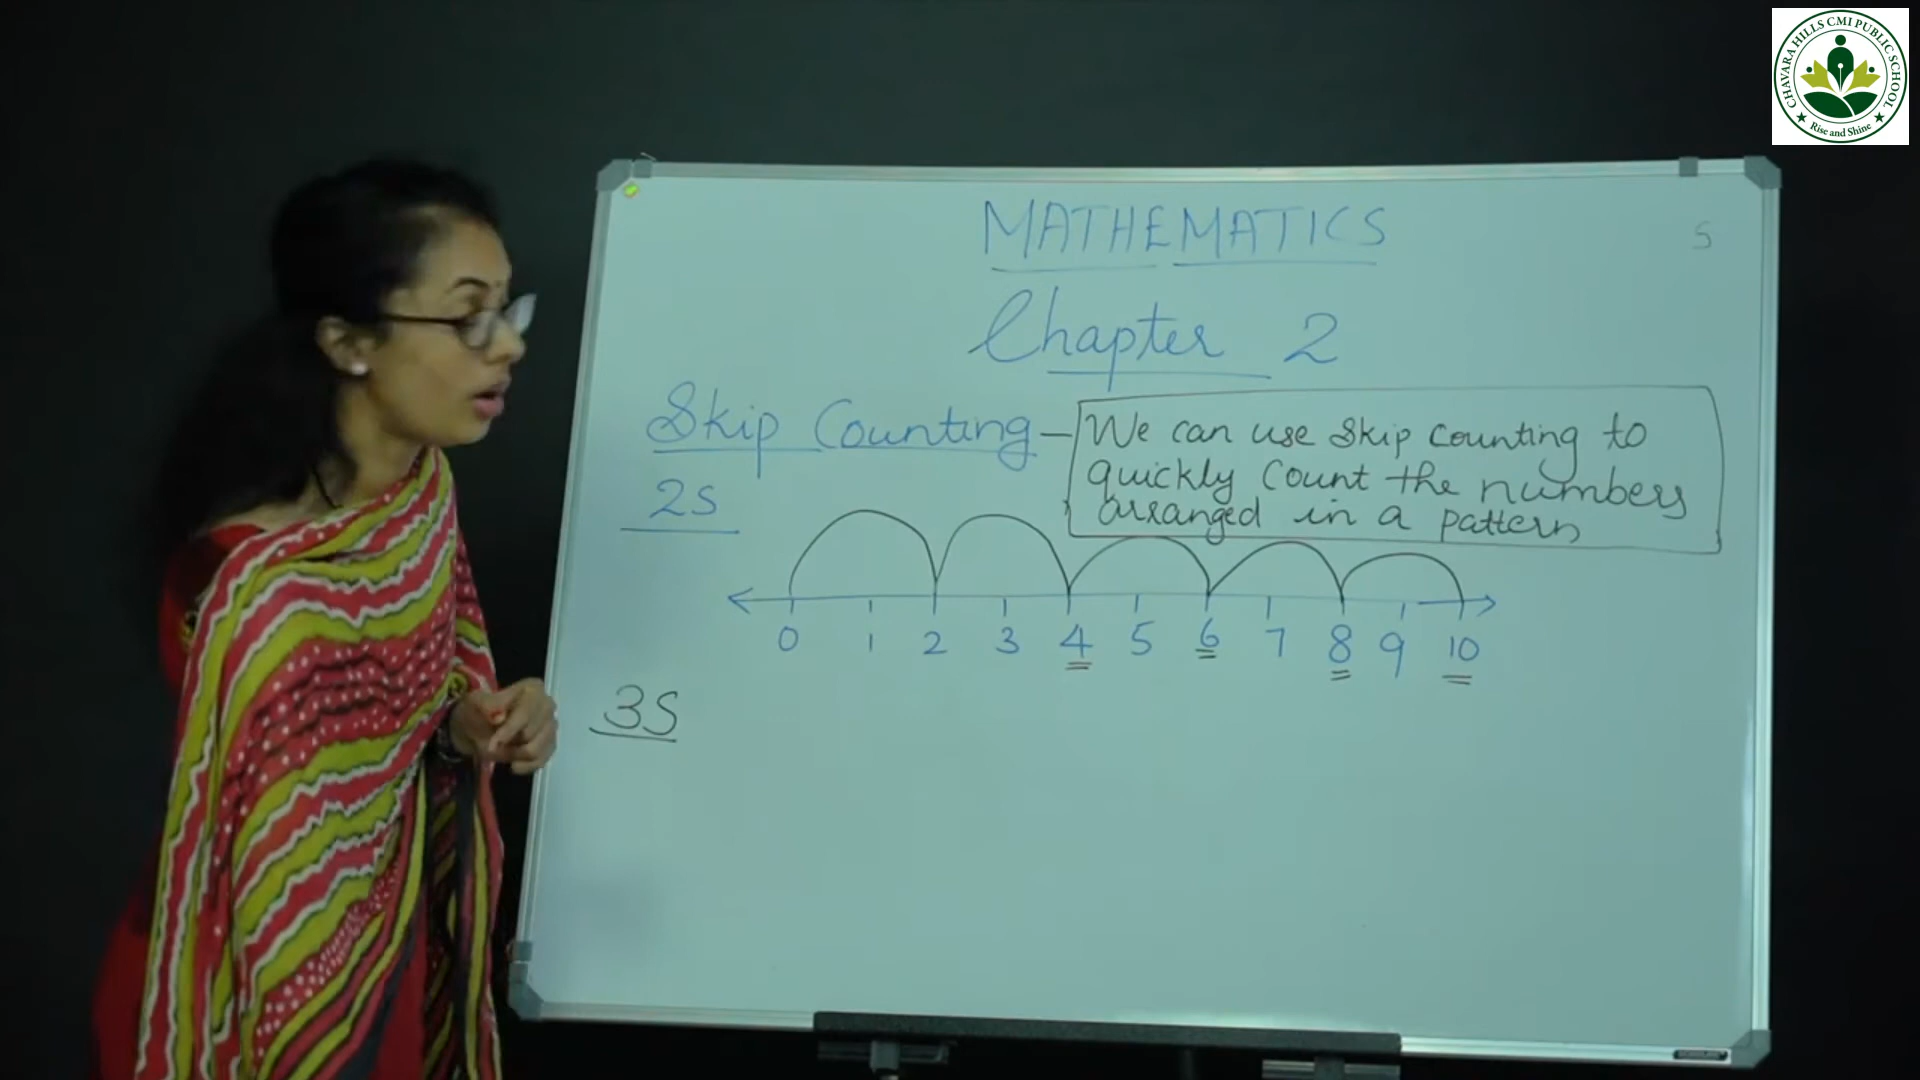 CHAVARA HILLS CMI PUBLIC SCHOOL
Rise and Shine
MATHEMATICS
S
Chapter 2
Skip Counting – We can use skip counting to
quickly count the numbers
arranged in a pattern
2s
0 1 2 3 4 5 6 7 8 9 10
3s